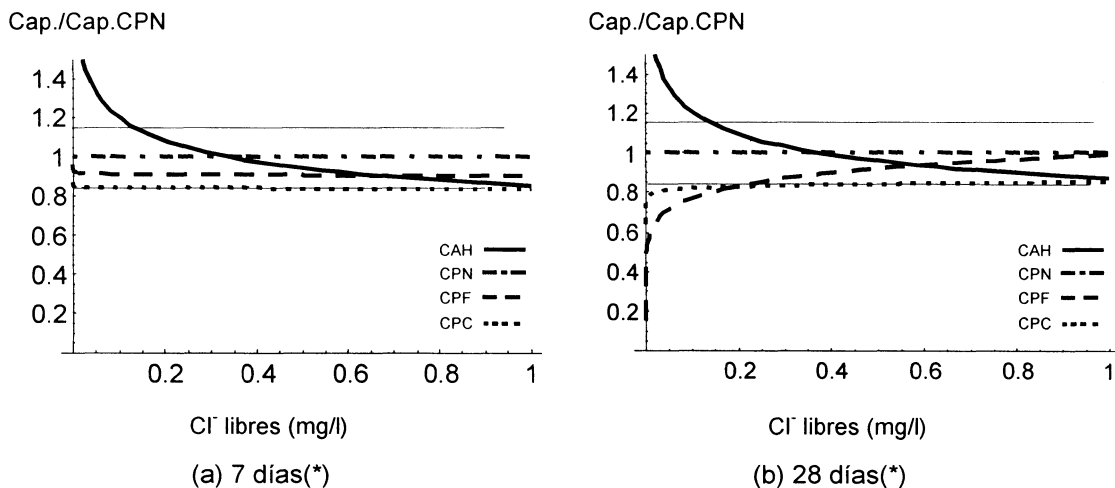 Cap./Cap.CPN
1.4
1.2
1
0.8
0.6
0.4
0.2
CAH
CPN
CPF
CPC
0.2 0.4 0.6 0.8 1
Cl⁻ libres (mg/l)
(a) 7 días(*)
Cap./Cap.CPN
1.4
1.2
1
0.8
0.6
0.4
0.2
CAH
CPN
CPF
CPC
0.2 0.4 0.6 0.8 1
Cl⁻ libres (mg/l)
(b) 28 días(*)